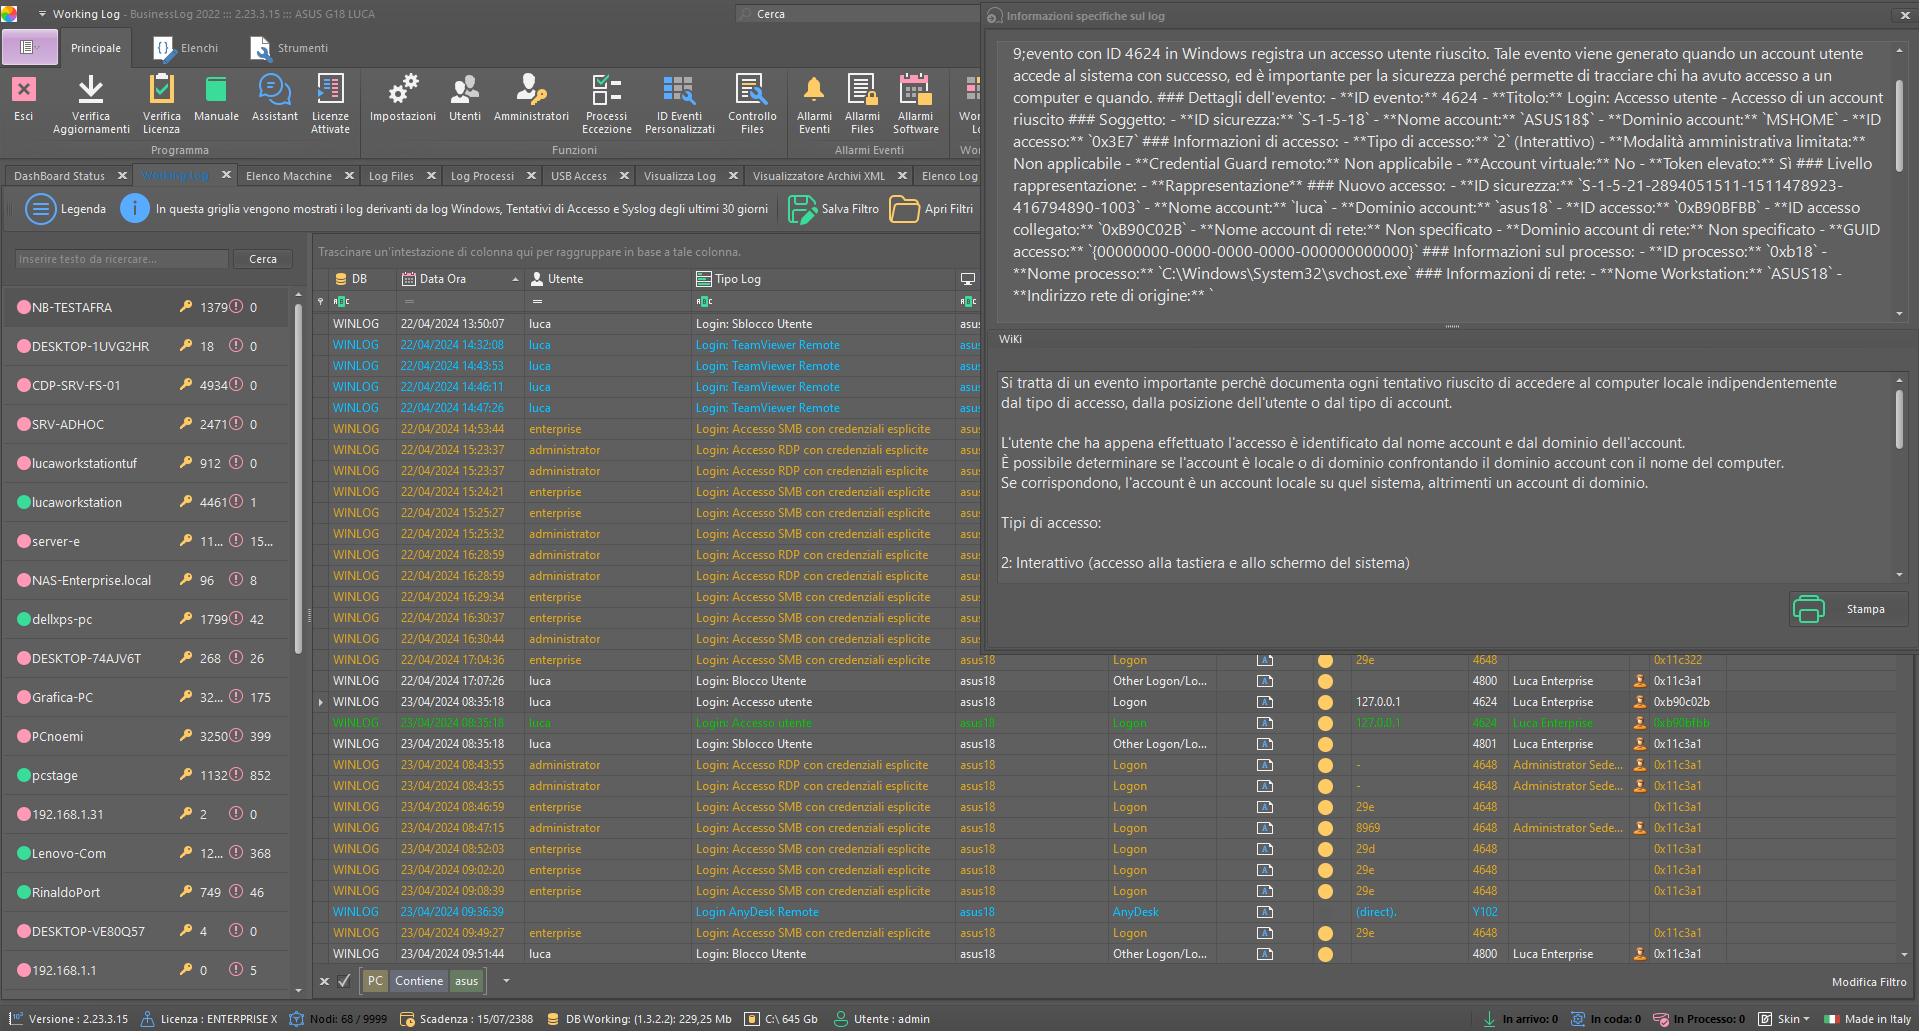 Working Log - BusinessLog 2022 ::: 2.23.3.15 ::: ASUS G18 LUCA
Cerca
Principale
Elenchi
Strumenti
Esci
Verifica Aggiornamenti
Verifica Licenza
Manuale
Assistant
Licenze Attivate
Programma
Impostazioni
Utenti
Amministratori
Processi Eccezione
ID Eventi Personalizzati
Controllo Files
Funzioni
Allarmi Eventi
Allarmi Files
Allarmi Software
Allarmi Eventi
DashBoard Status
Working Log
Elenco Macchine
Log Files
Log Processi
USB Access
Visualizza Log
Visualizzatore Archivi XML
Elenco Log
Legenda
In questa griglia vengono mostrati i log derivanti da log Windows, Tentativi di Accesso e Syslog degli ultimi 30 giorni
Salva Filtro
Apri Filtri
Inserire testo da ricercare...
Cerca
NB-TESTAFRA 1379 0
DESKTOP-1UVG2HR 18 0
CDP-SRV-FS-01 4934 0
SRV-ADHOC 2471 0
lucaworkstationtuf 912 0
lucaworkstation 4461 1
server-e 11... 15...
NAS-Enterprise.local 96 8
dellxps-pc 1799 42
DESKTOP-74AJV6T 268 26
Grafica-PC 32... 175
PCnoemi 3250 399
pcstage 1132 852
192.168.1.31 2 0
Lenovo-Com 12... 368
RinaldoPort 749 46
DESKTOP-VE80Q57 4 0
192.168.1.1 0 5
Trascinare un'intestazione di colonna qui per raggruppare in base a tale colonna.
DB Data Ora Utente Tipo Log
WINLOG 22/04/2024 13:50:07 luca Login: Sblocco Utente asus
WINLOG 22/04/2024 14:32:08 luca Login: TeamViewer Remote asus
WINLOG 22/04/2024 14:43:53 luca Login: TeamViewer Remote asus
WINLOG 22/04/2024 14:46:11 luca Login: TeamViewer Remote asus
WINLOG 22/04/2024 14:47:26 luca Login: TeamViewer Remote asus
WINLOG 22/04/2024 14:53:44 enterprise Login: Accesso SMB con credenziali esplicite asus
WINLOG 22/04/2024 15:23:37 administrator Login: Accesso RDP con credenziali esplicite asus
WINLOG 22/04/2024 15:23:37 administrator Login: Accesso RDP con credenziali esplicite asus
WINLOG 22/04/2024 15:24:21 enterprise Login: Accesso SMB con credenziali esplicite asus
WINLOG 22/04/2024 15:25:27 enterprise Login: Accesso SMB con credenziali esplicite asus
WINLOG 22/04/2024 15:25:32 administrator Login: Accesso SMB con credenziali esplicite asus
WINLOG 22/04/2024 16:28:59 administrator Login: Accesso RDP con credenziali esplicite asus
WINLOG 22/04/2024 16:28:59 administrator Login: Accesso RDP con credenziali esplicite asus
WINLOG 22/04/2024 16:29:34 enterprise Login: Accesso SMB con credenziali esplicite asus
WINLOG 22/04/2024 16:30:37 enterprise Login: Accesso SMB con credenziali esplicite asus
WINLOG 22/04/2024 16:30:44 administrator Login: Accesso SMB con credenziali esplicite asus
WINLOG 22/04/2024 17:04:36 enterprise Login: Accesso SMB con credenziali esplicite asus18 Logon 29e 4648 0x11c322
WINLOG 22/04/2024 17:07:26 luca Login: Blocco Utente asus18 Other Logon/Lo... 4800 Luca Enterprise 0x11c3a1
WINLOG 23/04/2024 08:35:18 luca Login: Accesso utente asus18 Logon 127.0.0.1 4624 Luca Enterprise 0xb90c02b
WINLOG 23/04/2024 08:35:18 luca Login: Accesso utente asus18 Logon 127.0.0.1 4624 Luca Enterprise 0xb90bfbb
WINLOG 23/04/2024 08:35:18 luca Login: Sblocco Utente asus18 Other Logon/Lo... 4801 Luca Enterprise 0x11c3a1
WINLOG 23/04/2024 08:43:55 administrator Login: Accesso RDP con credenziali esplicite asus18 Logon - 4648 Administrator Sede... 0x11c3a1
WINLOG 23/04/2024 08:43:55 administrator Login: Accesso RDP con credenziali esplicite asus18 Logon - 4648 Administrator Sede... 0x11c3a1
WINLOG 23/04/2024 08:46:59 enterprise Login: Accesso SMB con credenziali esplicite asus18 Logon 29e 4648 0x11c3a1
WINLOG 23/04/2024 08:47:15 administrator Login: Accesso SMB con credenziali esplicite asus18 Logon 8969 4648 Administrator Sede... 0x11c3a1
WINLOG 23/04/2024 08:52:03 enterprise Login: Accesso SMB con credenziali esplicite asus18 Logon 29d 4648 0x11c3a1
WINLOG 23/04/2024 09:02:20 enterprise Login: Accesso SMB con credenziali esplicite asus18 Logon 29e 4648 0x11c3a1
WINLOG 23/04/2024 09:08:39 enterprise Login: Accesso SMB con credenziali esplicite asus18 Logon 29e 4648 0x11c3a1
WINLOG 23/04/2024 09:36:39 Login AnyDesk Remote asus18 AnyDesk (direct). Y102
WINLOG 23/04/2024 09:49:27 enterprise Login: Accesso SMB con credenziali esplicite asus18 Logon 29e 4648 0x11c3a1
WINLOG 23/04/2024 09:51:44 luca Login: Blocco Utente asus18 Other Logon/Lo... 4800 Luca Enterprise 0x11c3a1
PC Contiene asus
Modifica Filtro
Informazioni specifiche sul log
9;evento con ID 4624 in Windows registra un accesso utente riuscito. Tale evento viene generato quando un account utente
accede al sistema con successo, ed è importante per la sicurezza perché permette di tracciare chi ha avuto accesso a un
computer e quando. ### Dettagli dell'evento: - **ID evento:** 4624 - **Titolo:** Login: Accesso utente - Accesso di un account
riuscito ### Soggetto: - **ID sicurezza:** `S-1-5-18` - **Nome account:** `ASUS18$` - **Dominio account:** `MSHOME` - **ID
accesso:** `0x3E7` ### Informazioni di accesso: - **Tipo di accesso:** `2` (Interattivo) - **Modalità amministrativa limitata:**
Non applicabile - **Credential Guard remoto:** Non applicabile - **Account virtuale:** No - **Token elevato:** Sì ### Livello
rappresentazione: - **Rappresentazione** ### Nuovo accesso: - **ID sicurezza:** `S-1-5-21-2894051511-1511478923-
416794890-1003` - **Nome account:** `luca` - **Dominio account:** `asus18` - **ID accesso:** `0xB90BFBB` - **ID accesso
collegato:** `0xB90C02B` - **Nome account di rete:** Non specificato - **Dominio account di rete:** Non specificato - **GUID
accesso:** `{00000000-0000-0000-0000-000000000000}` ### Informazioni sul processo: - **ID processo:** `0xb18` -
**Nome processo:** `C:\Windows\System32\svchost.exe` ### Informazioni di rete: - **Nome Workstation:** `ASUS18` -
**Indirizzo rete di origine:** `
WiKi
Si tratta di un evento importante perchè documenta ogni tentativo riuscito di accedere al computer locale indipendentemente
dal tipo di accesso, dalla posizione dell'utente o dal tipo di account.
L'utente che ha appena effettuato l'accesso è identificato dal nome account e dal dominio dell'account.
È possibile determinare se l'account è locale o di dominio confrontando il dominio account con il nome del computer.
Se corrispondono, l'account è un account locale su quel sistema, altrimenti un account di dominio.
Tipi di accesso:
2: Interattivo (accesso alla tastiera e allo schermo del sistema)
Stampa
Versione : 2.23.3.15
Licenza : ENTERPRISE X
Nodi: 68 / 9999
Scadenza : 15/07/2388
DB Working: (1.3.2.2): 229,25 Mb
C:\ 645 Gb
Utente : admin
In arrivo: 0
In coda: 0
In Processo: 0
Skin
Made in Italy